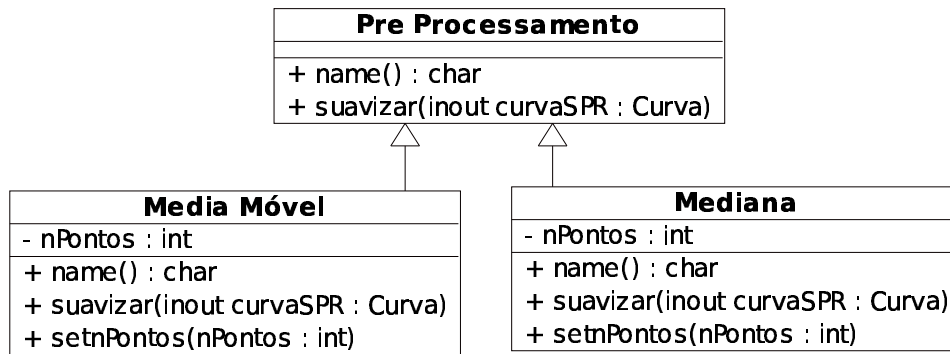 Pre Processamento
+ name() : char
+ suavizar(inout curvaSPR : Curva)
Media Móvel
- nPontos : int
+ name() : char
+ suavizar(inout curvaSPR : Curva)
+ setnPontos(nPontos : int)
Mediana
- nPontos : int
+ name() : char
+ suavizar(inout curvaSPR : Curva)
+ setnPontos(nPontos : int)